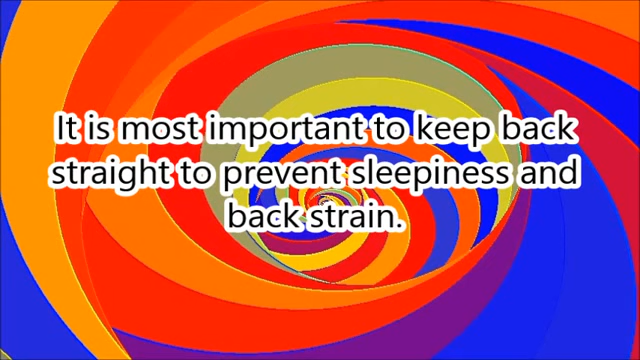 It is most important to keep back
straight to prevent sleepiness and
back strain.